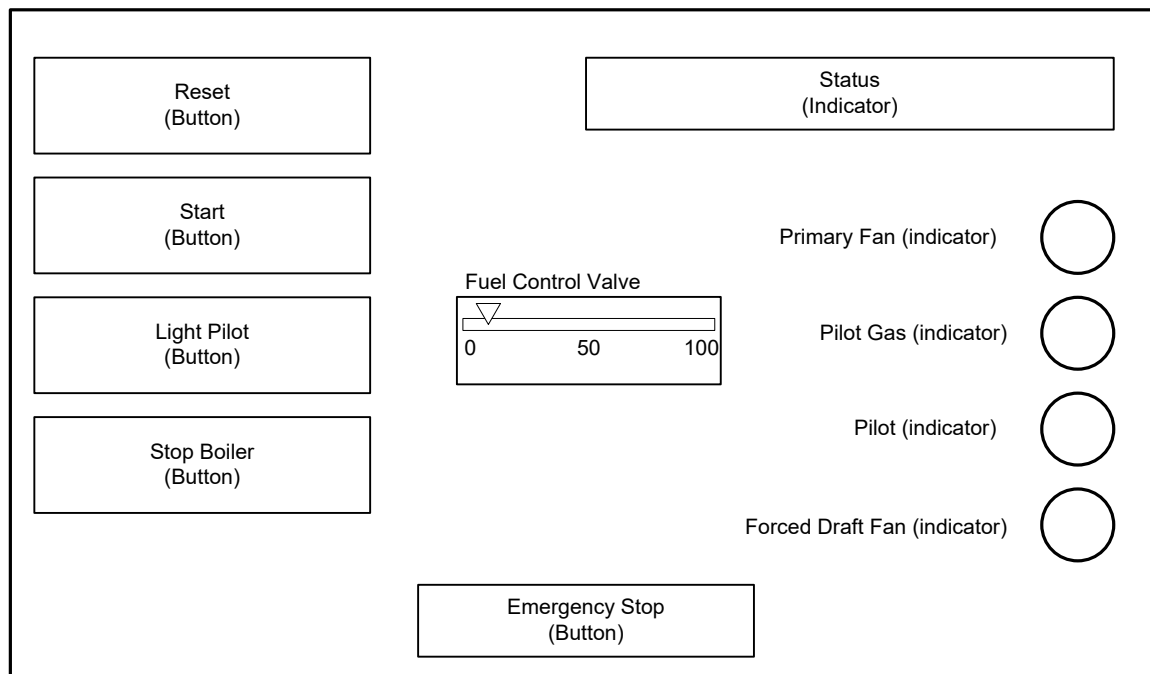 Reset
(Button)
Status
(Indicator)
Start
(Button)
Primary Fan (indicator)
Fuel Control Valve
0 50 100
Light Pilot
(Button)
Pilot Gas (indicator)
Pilot (indicator)
Stop Boiler
(Button)
Forced Draft Fan (indicator)
Emergency Stop
(Button)